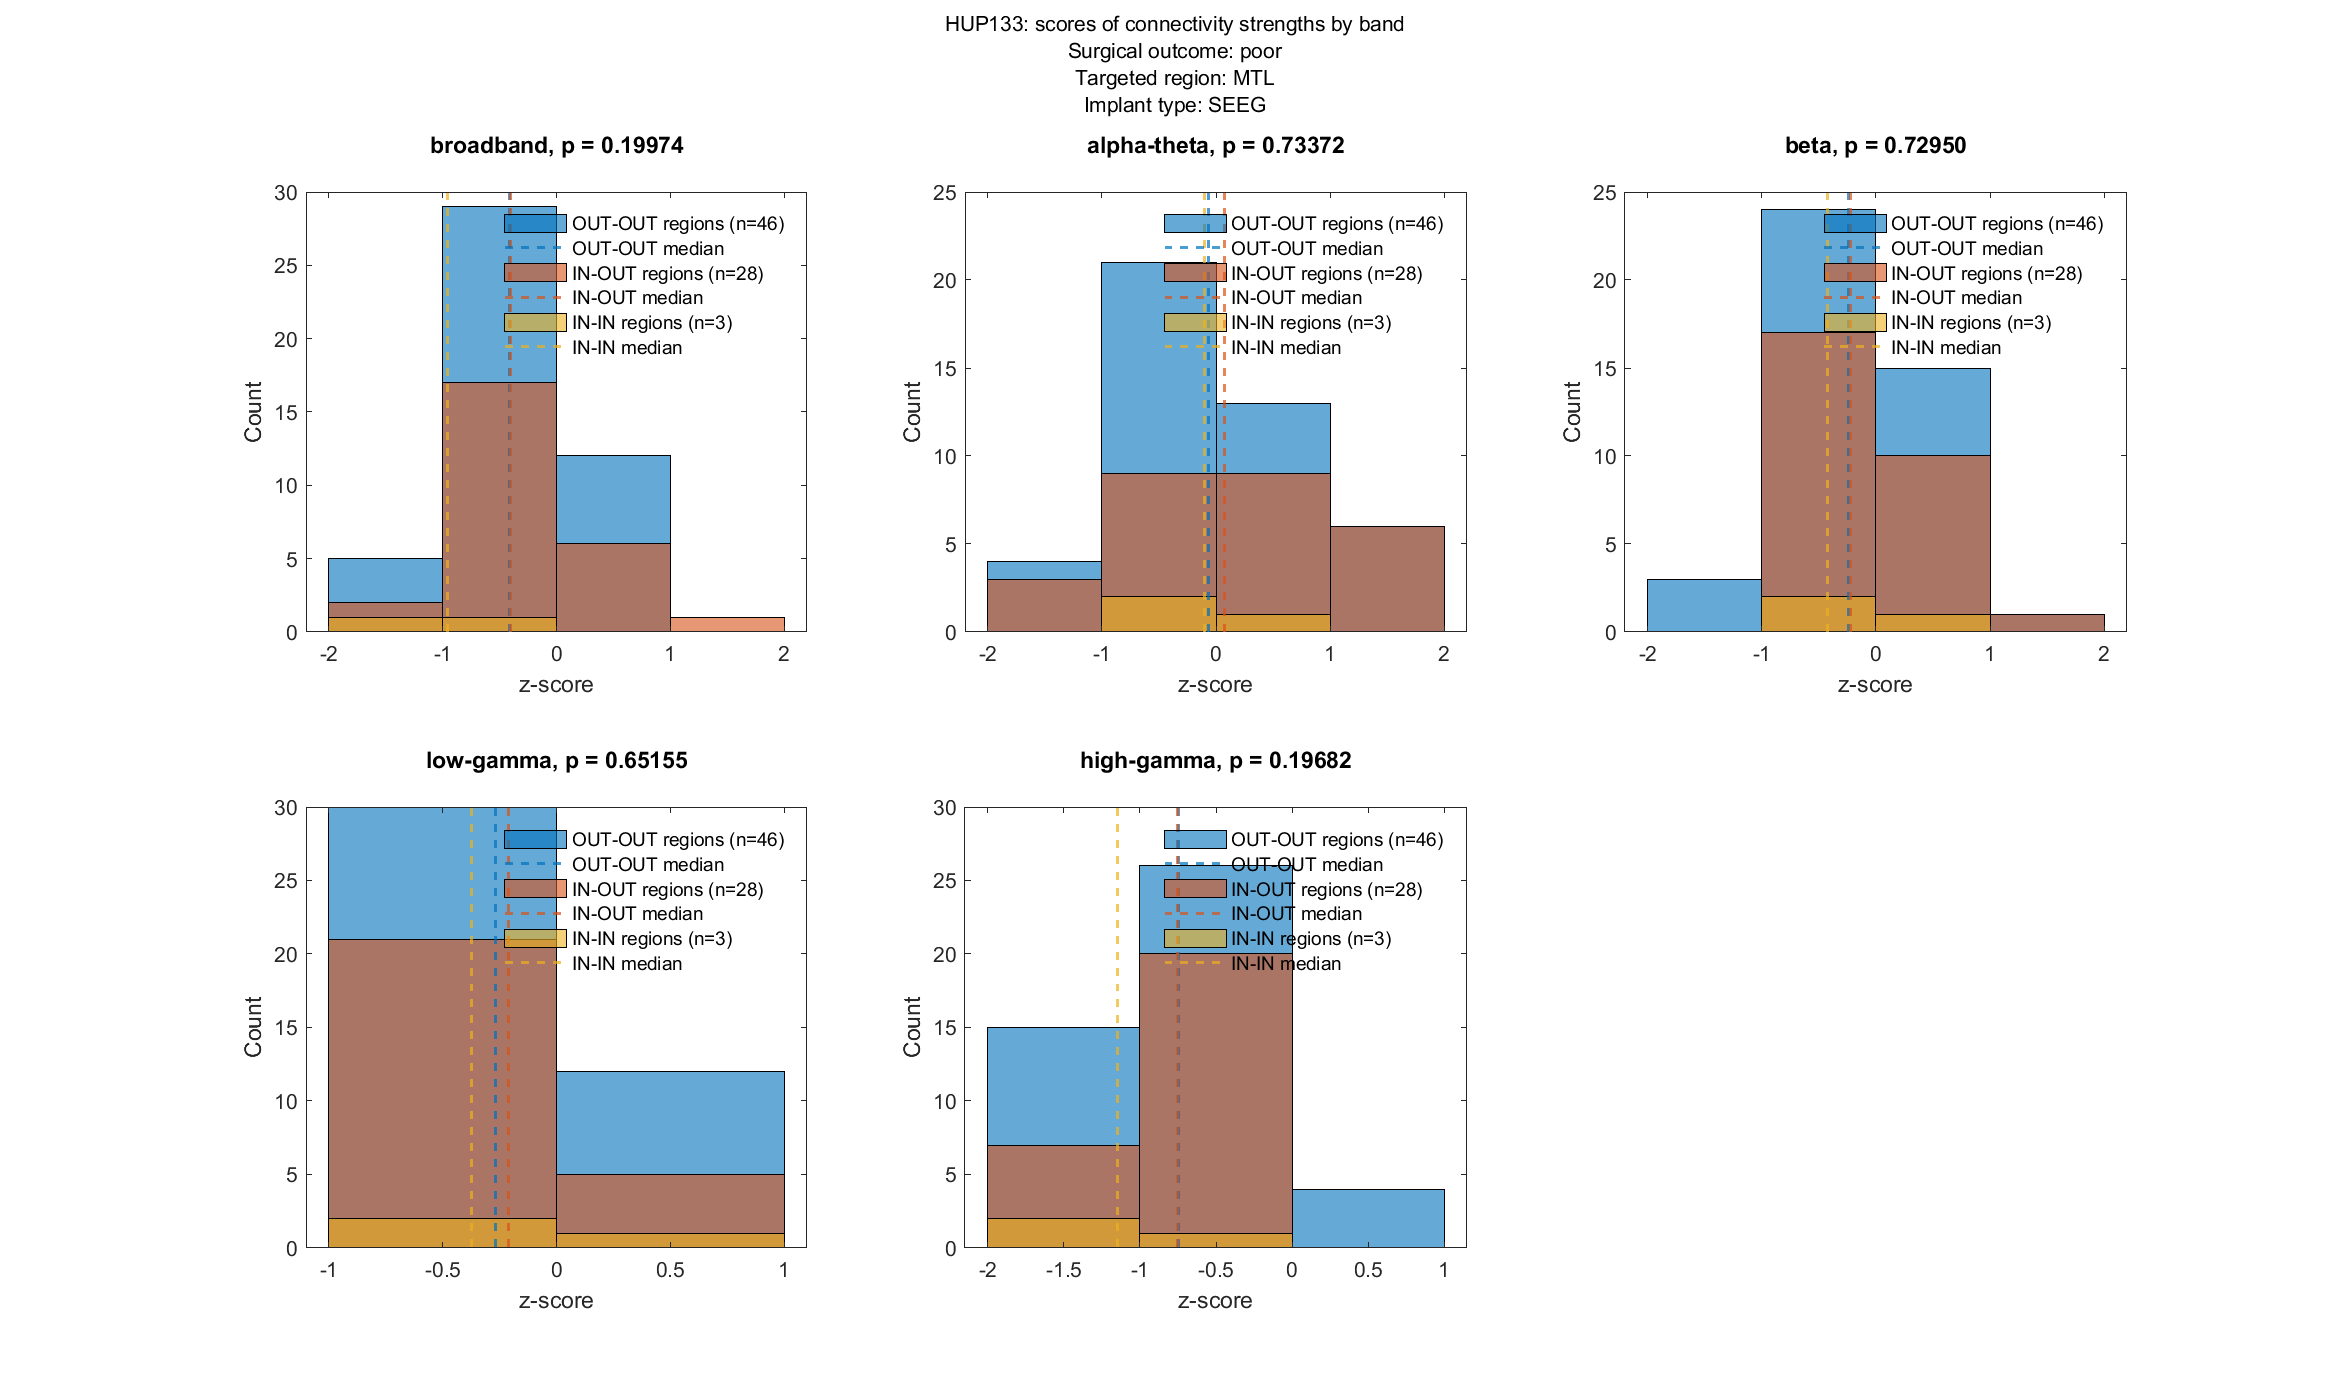 HUP133: scores of connectivity strengths by band
Surgical outcome: poor
Targeted region: MTL
Implant type: SEEG
broadband, p = 0.19974
30
25
20
15
10
5
0
Count
-2 -1 0 1 2
z-score
OUT-OUT regions (n=46)
OUT-OUT median
IN-OUT regions (n=28)
IN-OUT median
IN-IN regions (n=3)
IN-IN median
alpha-theta, p = 0.73372
25
20
15
10
5
0
Count
-2 -1 0 1 2
z-score
OUT-OUT regions (n=46)
OUT-OUT median
IN-OUT regions (n=28)
IN-OUT median
IN-IN regions (n=3)
IN-IN median
beta, p = 0.72950
25
20
15
10
5
0
Count
-2 -1 0 1 2
z-score
OUT-OUT regions (n=46)
OUT-OUT median
IN-OUT regions (n=28)
IN-OUT median
IN-IN regions (n=3)
IN-IN median
low-gamma, p = 0.65155
30
25
20
15
10
5
0
Count
-1 -0.5 0 0.5 1
z-score
OUT-OUT regions (n=46)
OUT-OUT median
IN-OUT regions (n=28)
IN-OUT median
IN-IN regions (n=3)
IN-IN median
high-gamma, p = 0.19682
30
25
20
15
10
5
0
Count
-2 -1.5 -1 -0.5 0 0.5 1
z-score
OUT-OUT regions (n=46)
OUT-OUT median
IN-OUT regions (n=28)
IN-OUT median
IN-IN regions (n=3)
IN-IN median